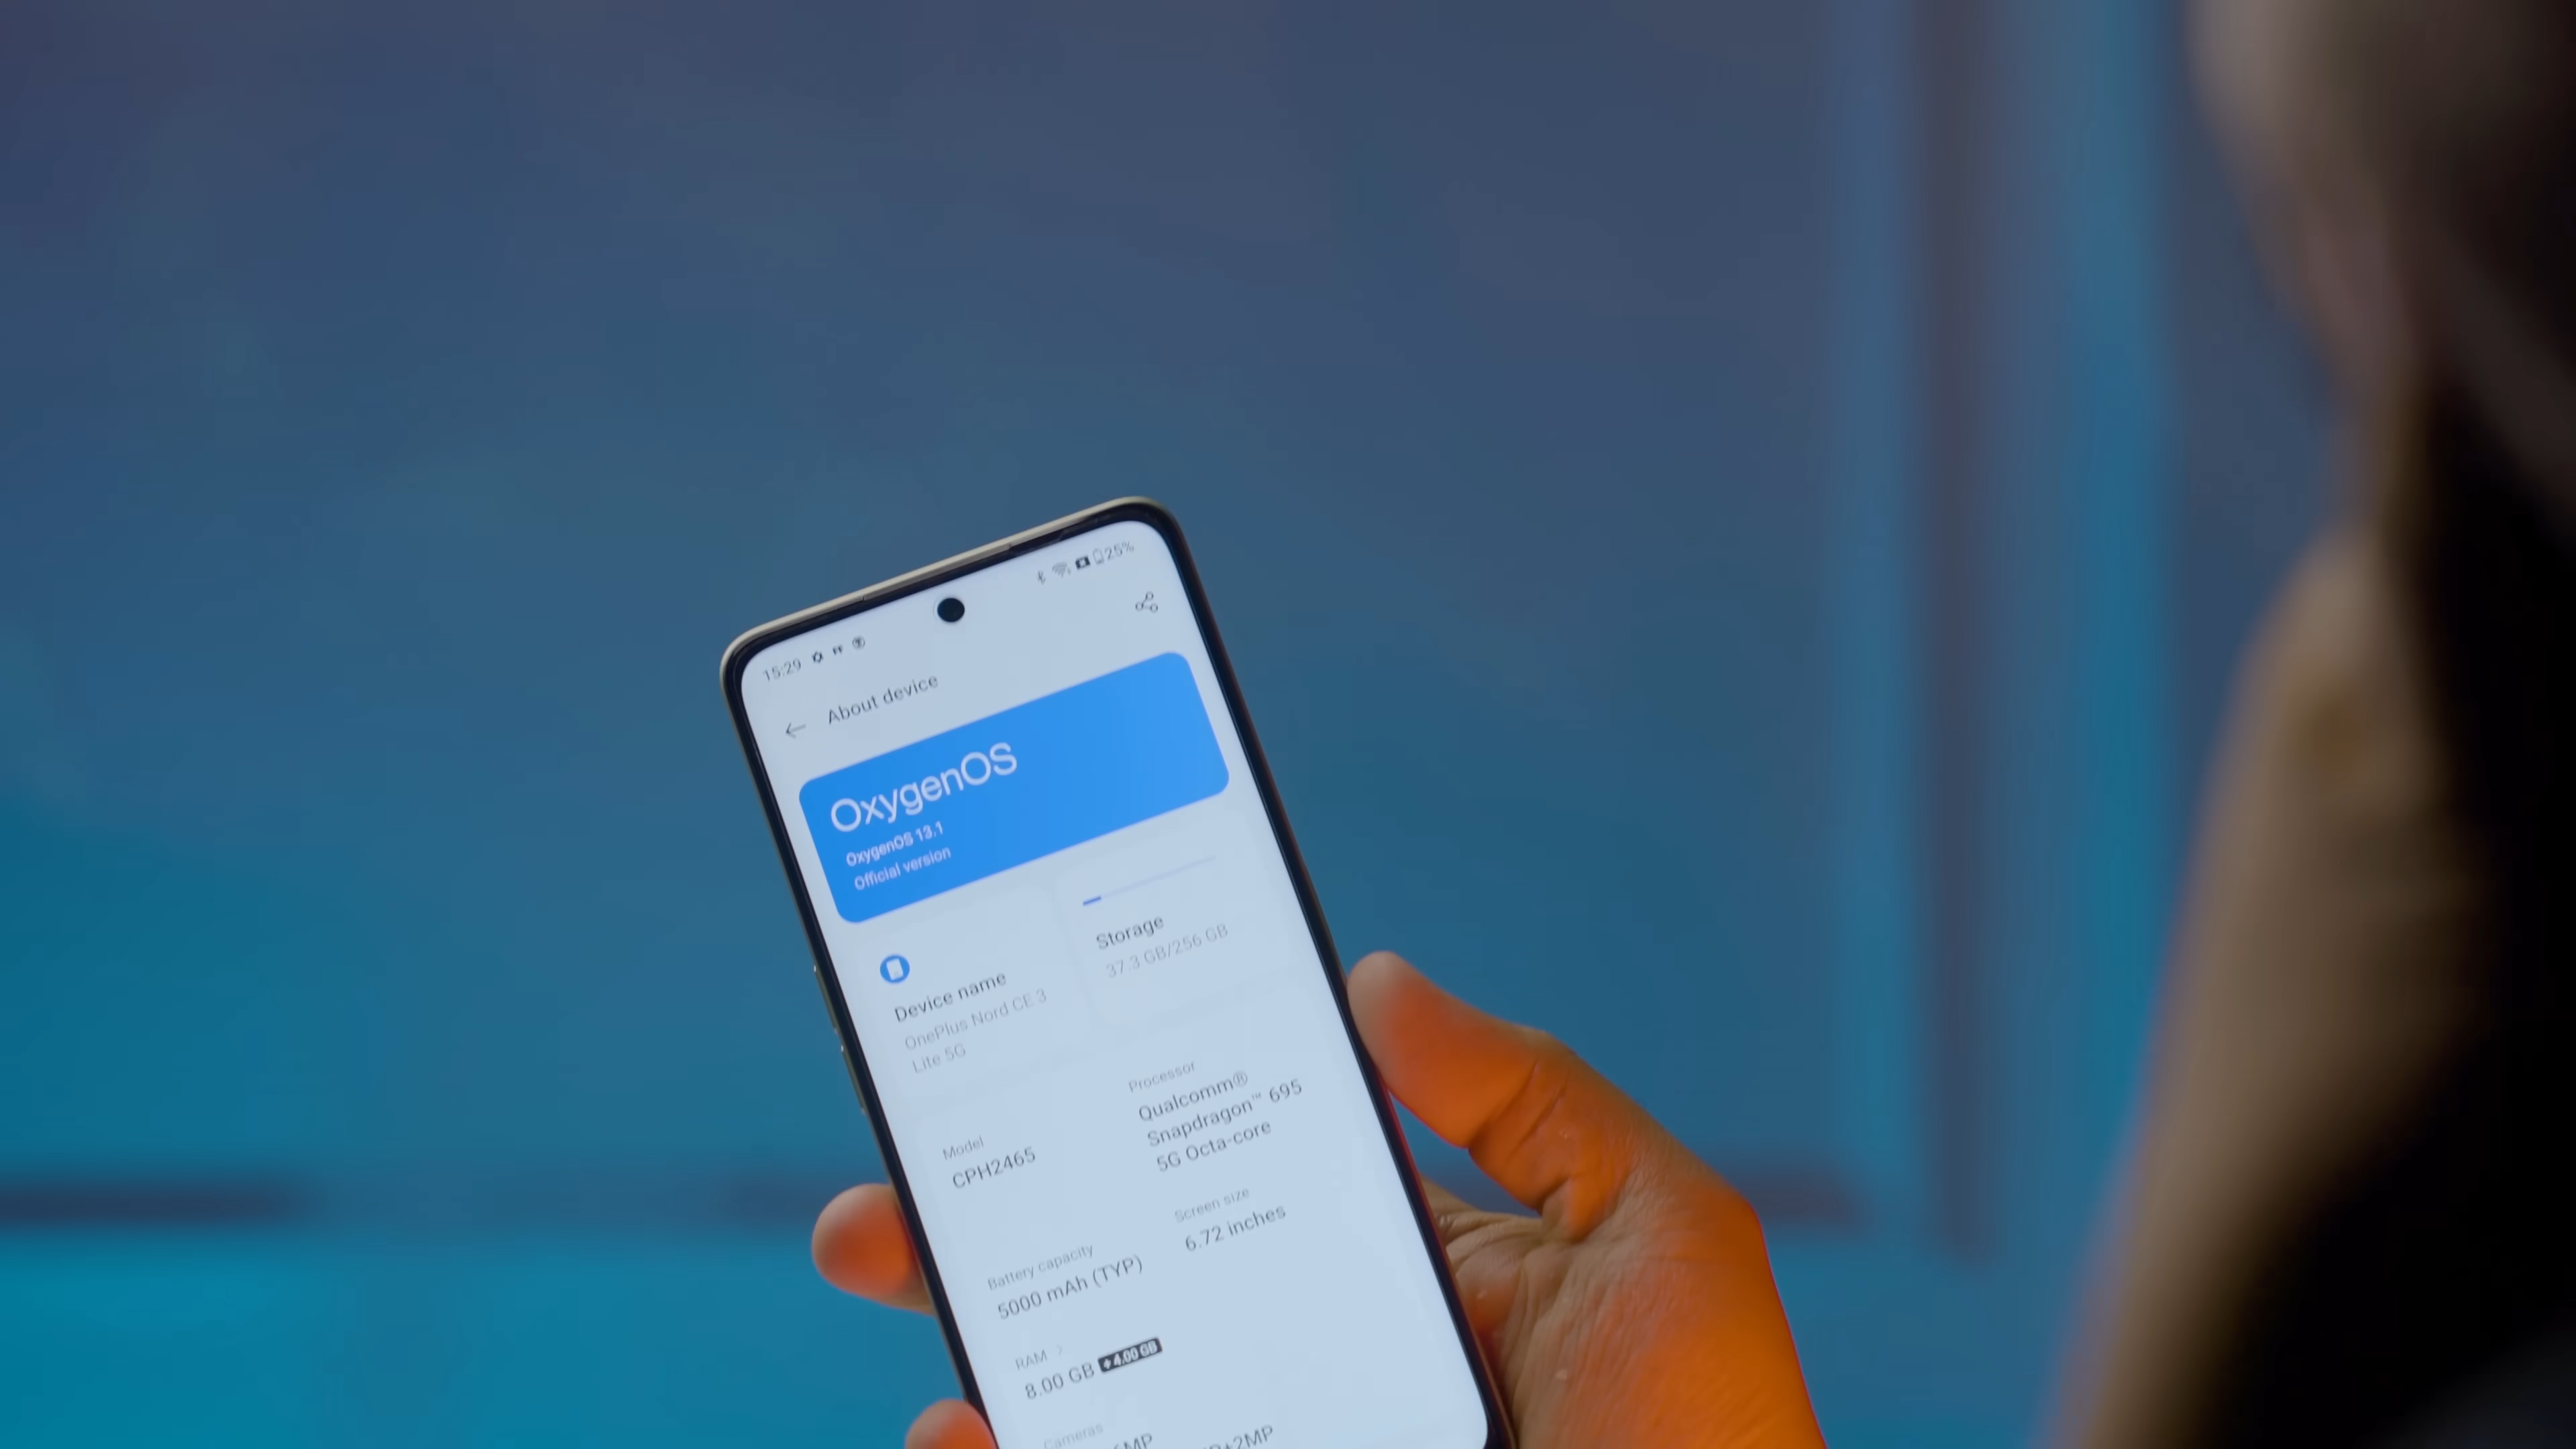 15:29
25%
About device
OxygenOS
OxygenOS 13.1
Official version
Storage
37.3 GB/256 GB
Device name
OnePlus Nord CE 3
Lite 5G
Processor
Qualcomm®
Snapdragon™ 695
5G Octa-core
Model
CPH2465
Screen size
6.72 inches
Battery capacity
5000 mAh (TYP)
RAM >
8.00 GB +4.00 GB
Cameras
+2MP